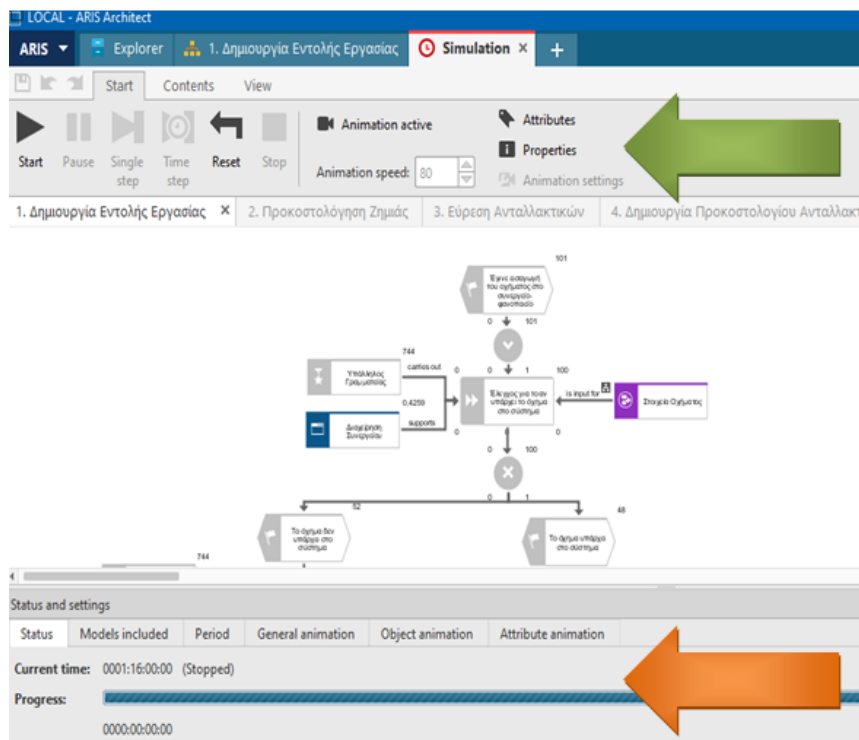 LOCAL - ARIS Architect
ARIS Explorer 1. Δημιουργία Εντολής Εργασίας Simulation × +
Start Contents View
Start Pause Single step Time step Reset Stop
Animation active
Animation speed: 80
Attributes
Properties
Animation settings
1. Δημιουργία Εντολής Εργασίας × 2. Προκοστολόγηση Ζημιάς 3. Εύρεση Ανταλλακτικών 4. Δημιουργία Προκοστολογίου Ανταλλακτ
101
Έγινε εισαγωγή
του οχήματος στο
συνεργείο-
φανοποιείο
0 101
744
carries out 0 0 1 100
Υπάλληλος
Γραμματείας
Έλεγχος για το αν
υπάρχει το όχημα
στο σύστημα
is input for
Στοιχεία Οχήματος
0,4259
Διαχείρηση
Συνεργείου
supports 0 0 0
0 100
0 1
52
48
Το όχημα δεν
υπάρχει στο
σύστημα
Το όχημα υπάρχει
στο σύστημα
744
Status and settings
Status Models included Period General animation Object animation Attribute animation
Current time: 0001:16:00:00 (Stopped)
Progress:
0000:00:00:00